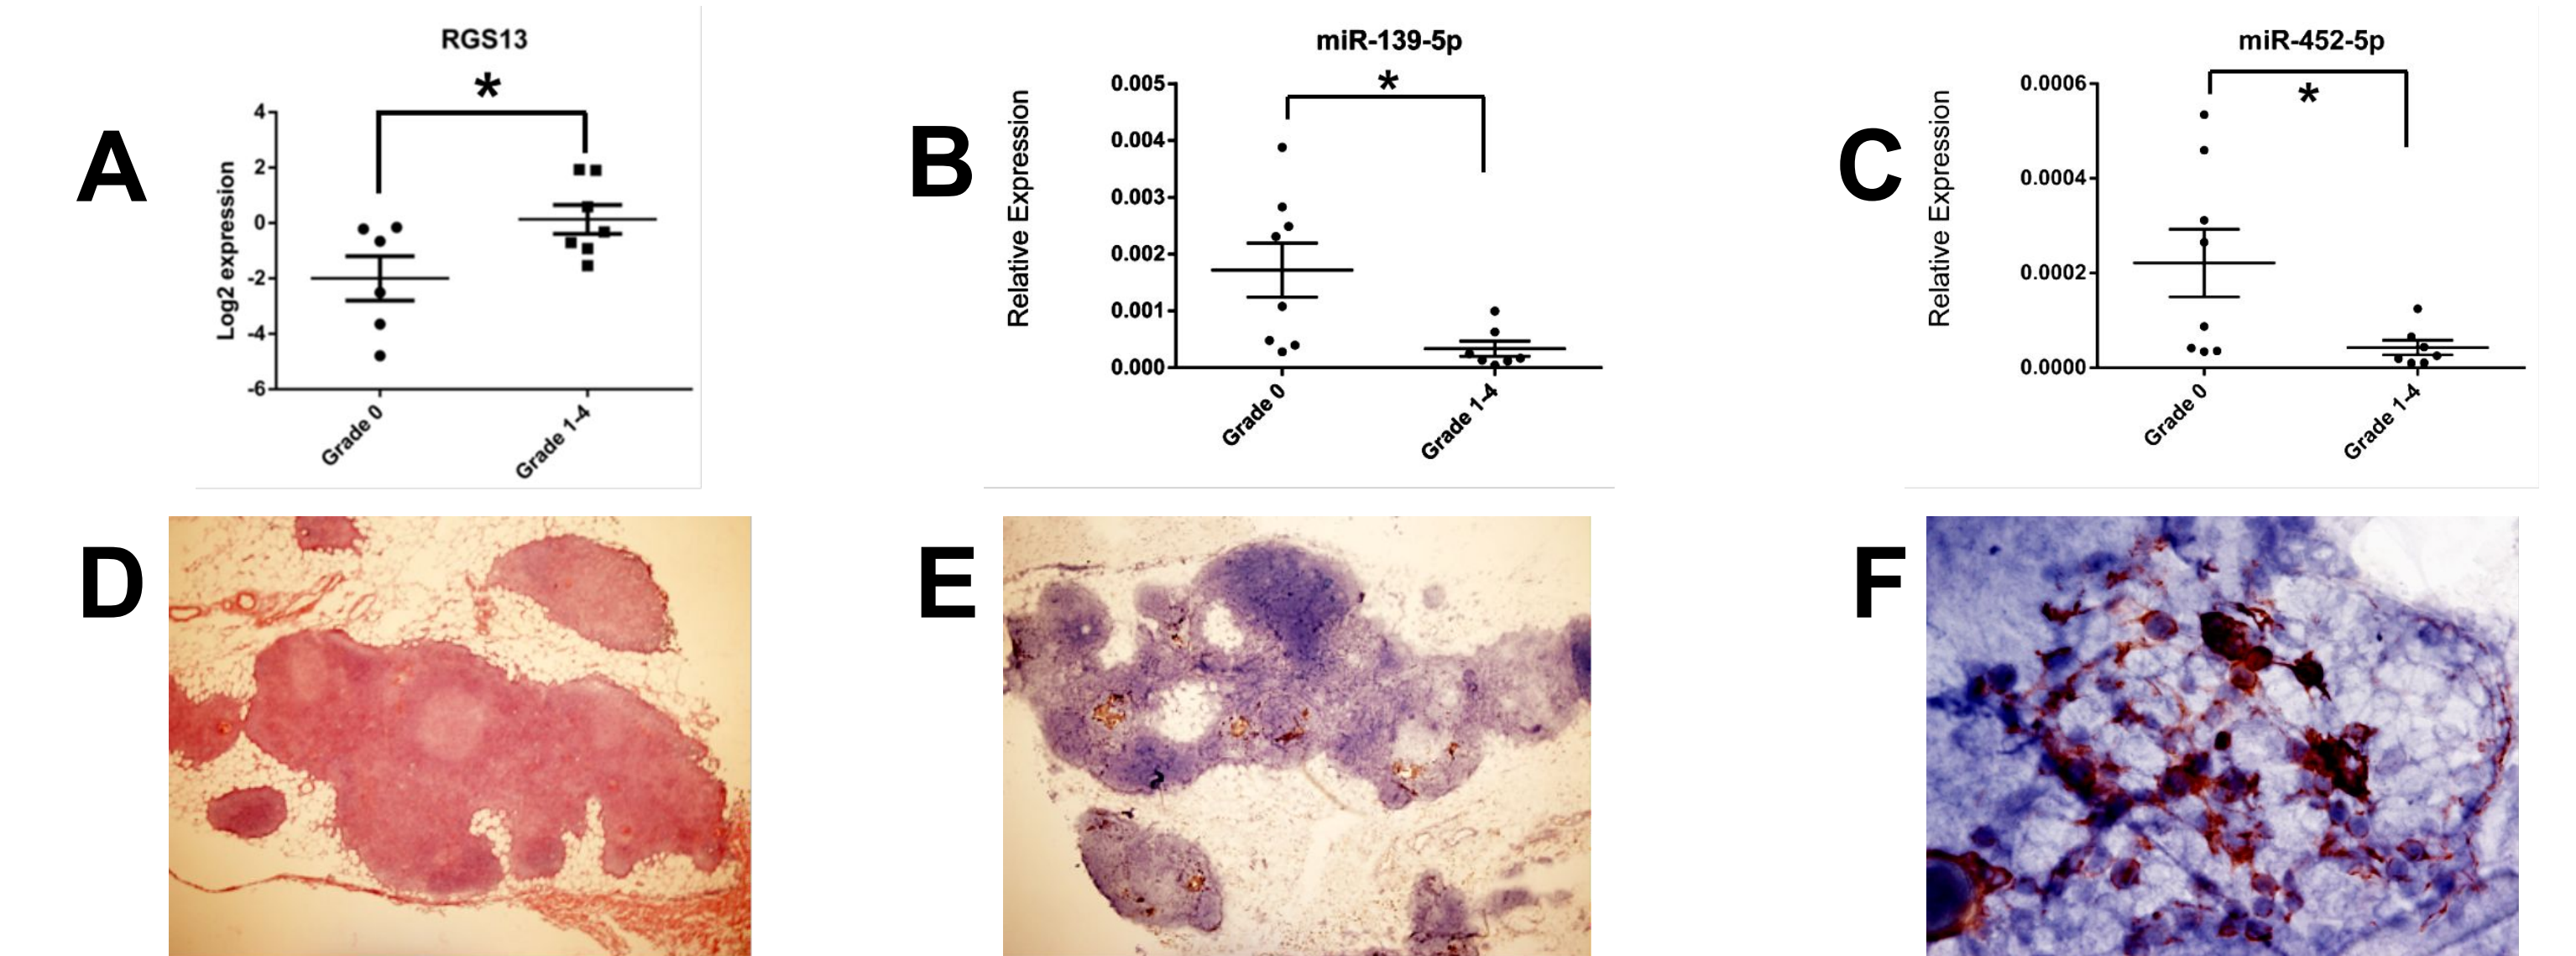 A
RGS13
*
Log2 expression
4
2
0
-2
-4
-6
Grade 0
Grade 1-4
B
miR-139-5p
*
Relative Expression
0.005
0.004
0.003
0.002
0.001
0.000
Grade 0
Grade 1-4
C
miR-452-5p
*
Relative Expression
0.0006
0.0004
0.0002
0.0000
Grade 0
Grade 1-4
D
E
F